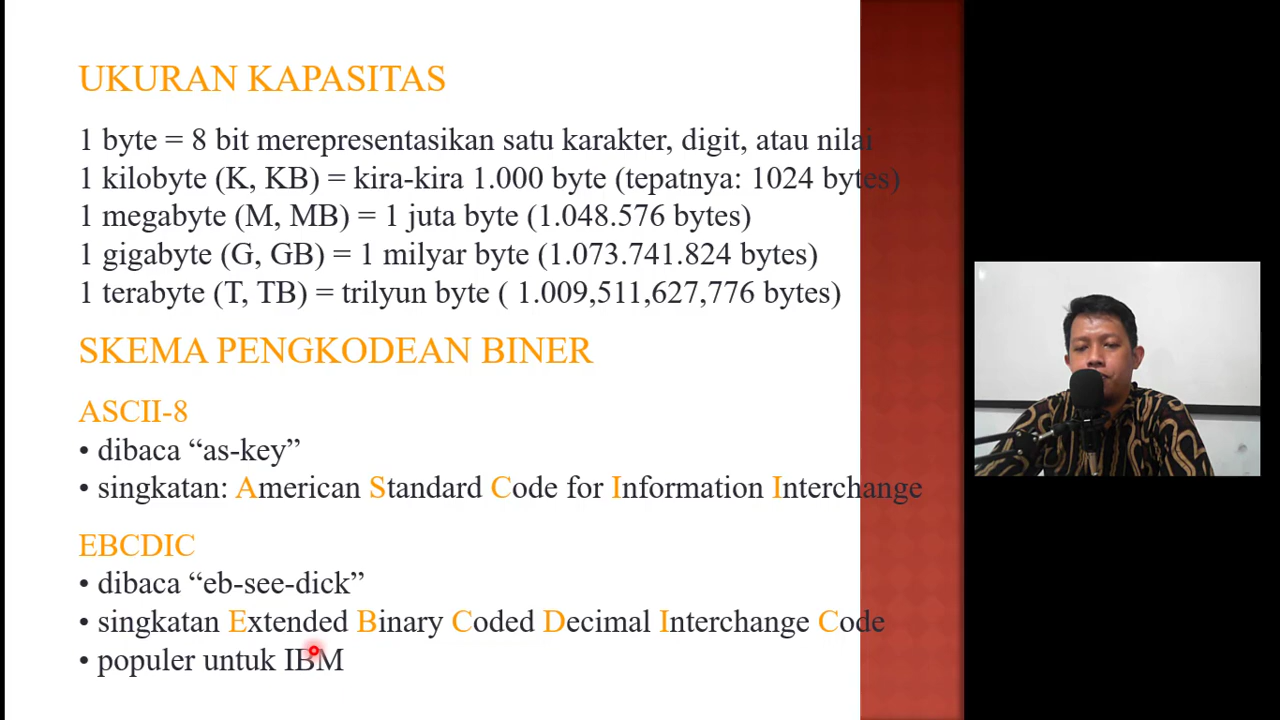 UKURAN KAPASITAS
1 byte = 8 bit merepresentasikan satu karakter, digit, atau nilai
1 kilobyte (K, KB) = kira-kira 1.000 byte (tepatnya: 1024 bytes)
1 megabyte (M, MB) = 1 juta byte (1.048.576 bytes)
1 gigabyte (G, GB) = 1 milyar byte (1.073.741.824 bytes)
1 terabyte (T, TB) = trilyun byte ( 1.009,511,627,776 bytes)
SKEMA PENGKODEAN BINER
ASCII-8
• dibaca “as-key”
• singkatan: American Standard Code for Information Interchange
EBCDIC
• dibaca “eb-see-dick”
• singkatan Extended Binary Coded Decimal Interchange Code
• populer untuk IBM